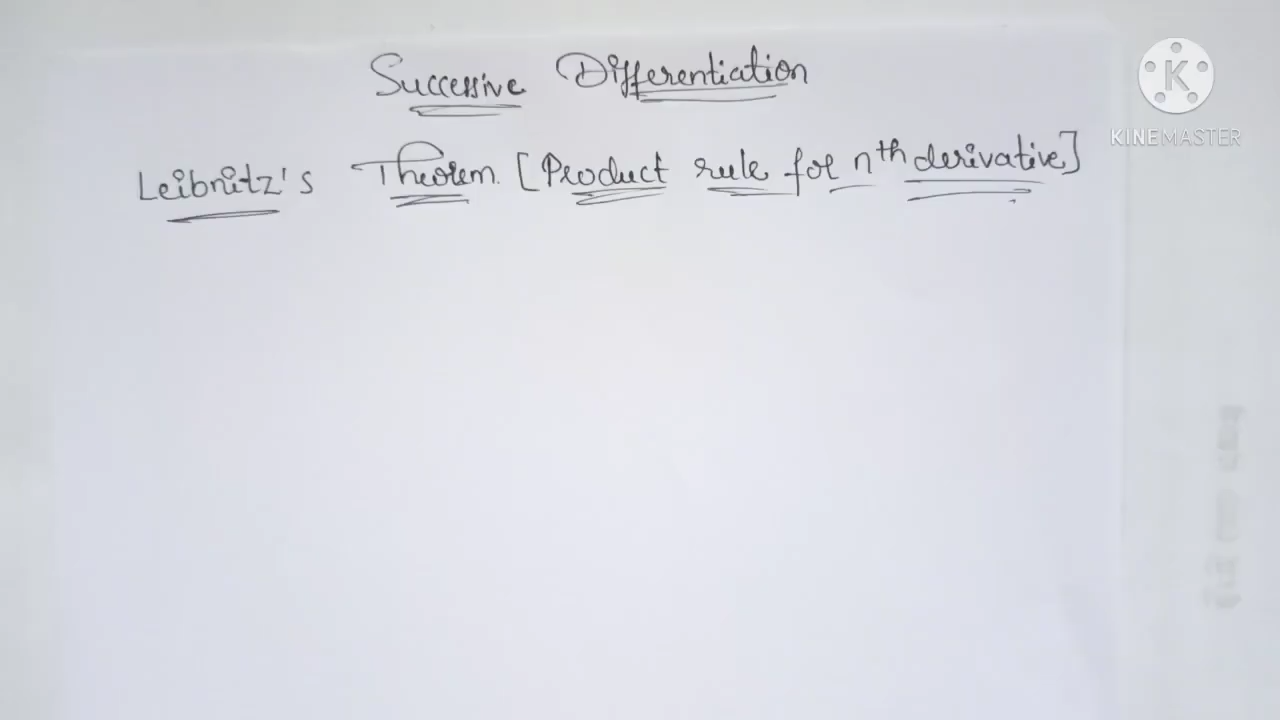 Successive Differentiation
KINEMASTER
Leibnitz's Theorem. [Product rule for nth derivative]